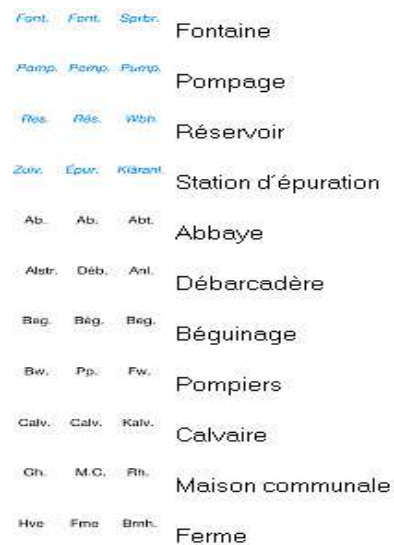 Font. Font. Sprbr. Fontaine
Pomp. Pomp. Pump. Pompage
Res. Rés. Wbh. Réservoir
Zuiv. Épur. Kläranl. Station d'épuration
Ab. Ab. Abt. Abbaye
Alstr. Déb. Anl. Débarcadère
Beg. Bég. Beg. Béguinage
Bw. Pp. Fw. Pompiers
Calv. Calv. Kalv. Calvaire
Gh. M.C. Rh. Maison communale
Hve Fme Brnh. Ferme